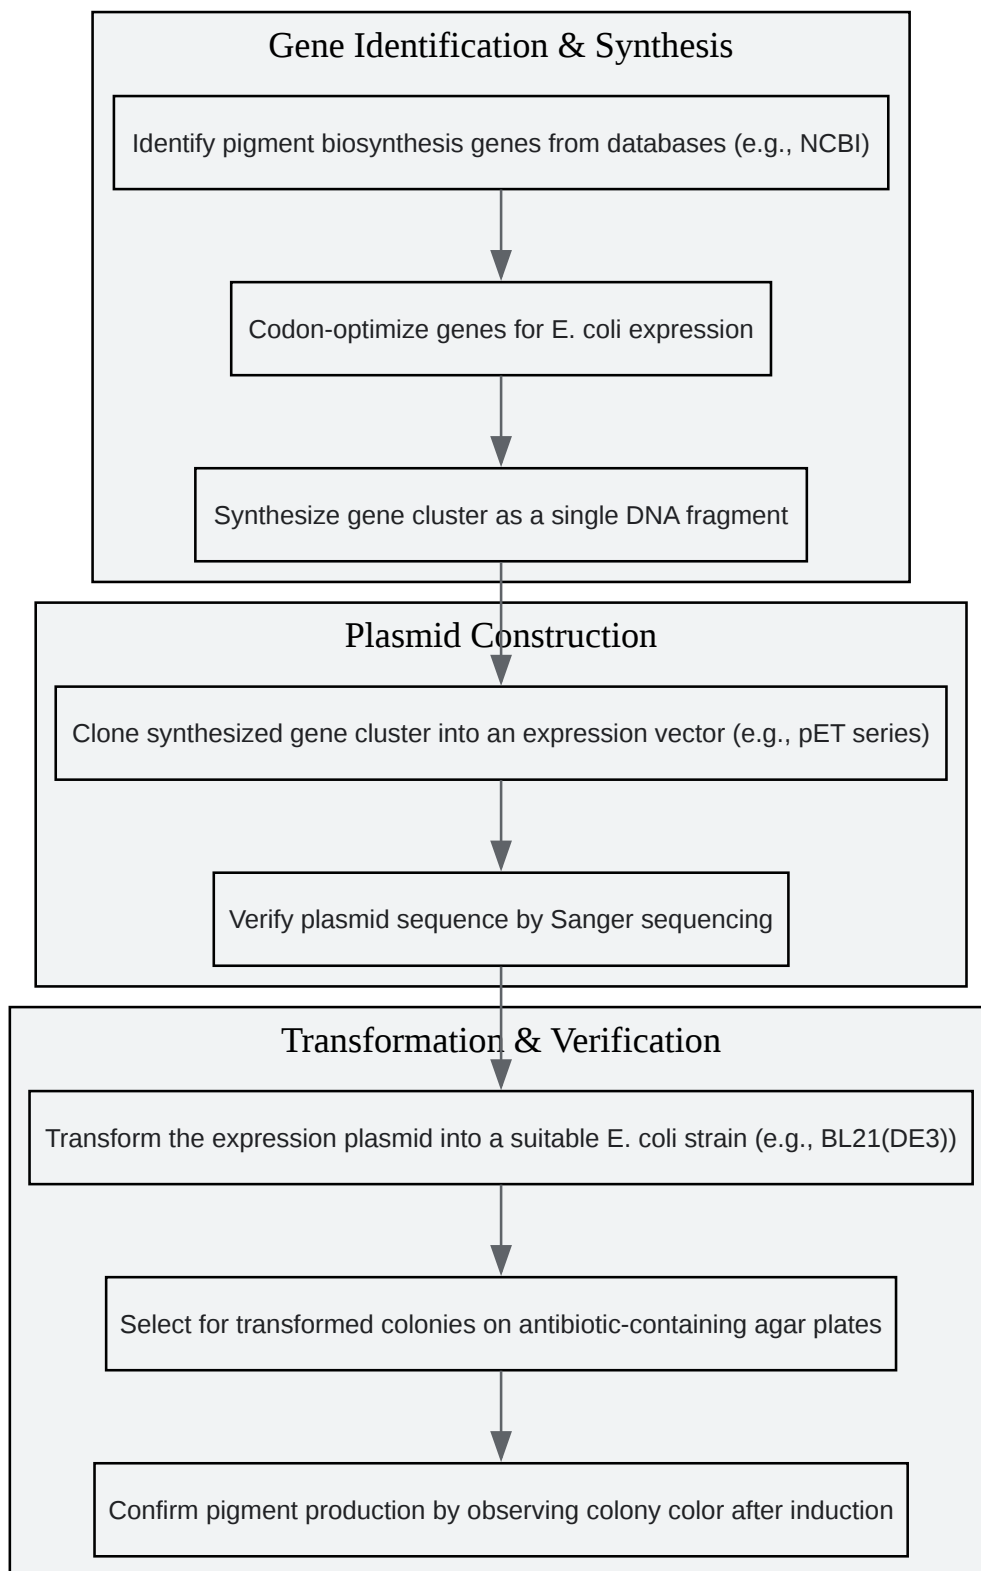 Gene Identification & Synthesis
Identify pigment biosynthesis genes from databases (e.g., NCBI)
Codon-optimize genes for E. coli expression
Synthesize gene cluster as a single DNA fragment
Plasmid Construction
Clone synthesized gene cluster into an expression vector (e.g., pET series)
Verify plasmid sequence by Sanger sequencing
Transformation & Verification
Transform the expression plasmid into a suitable E. coli strain (e.g., BL21(DE3))
Select for transformed colonies on antibiotic-containing agar plates
Confirm pigment production by observing colony color after induction